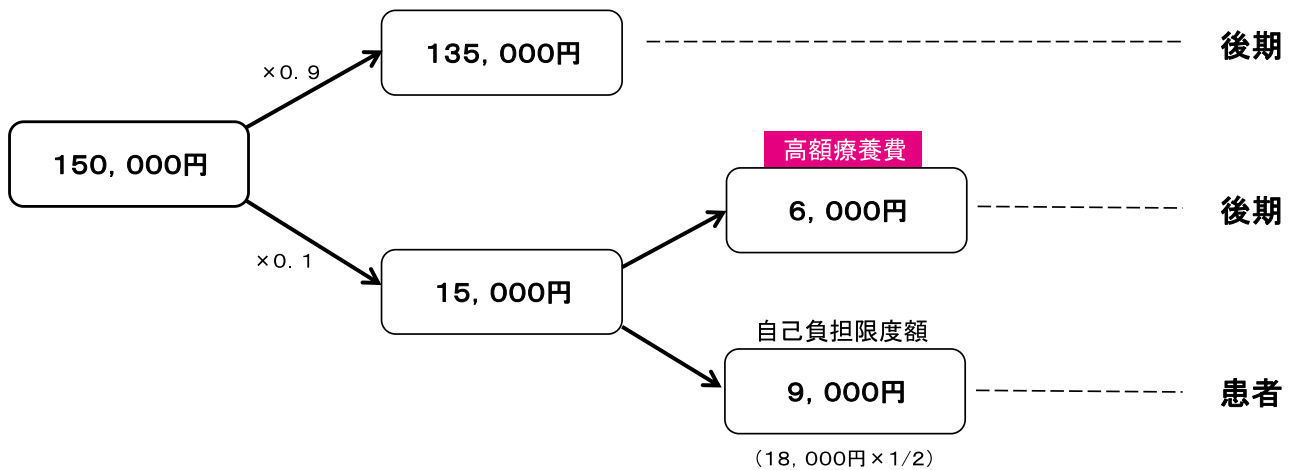 135,000円
後期
×0.9
高額療養費
150,000円
6,000円
後期
×0.1
15,000円
自己負担限度額
9,000円
患者
(18,000円×1/2)